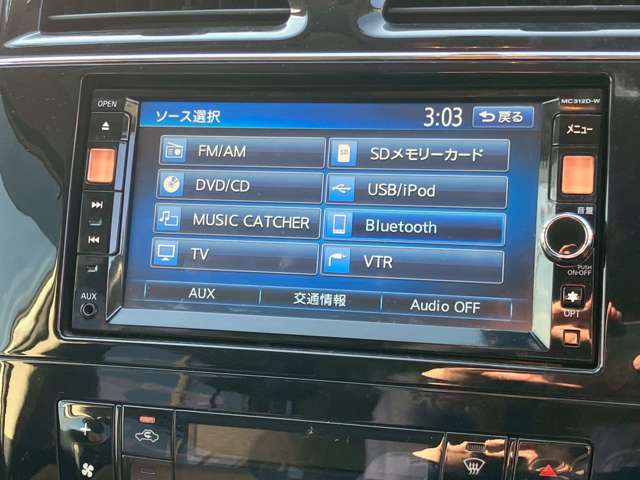 OPEN
MC312D-W
ソース選択
3:03
戻る
メニュー
FM/AM
SD
SDメモリーカード
DVD/CD
USB/iPod
MUSIC CATCHER
Bluetooth
TV
VTR
AUX
交通情報
Audio OFF
音量
PUSH
ON·OFF
AUX
OPT